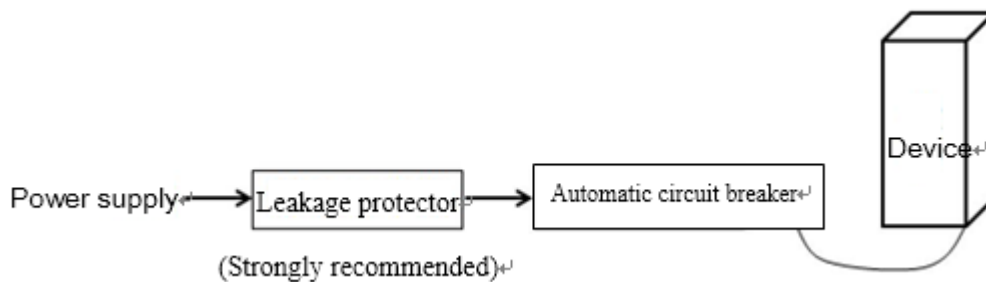 Device
Power supply
Leakage protector
Automatic circuit breaker
(Strongly recommended)